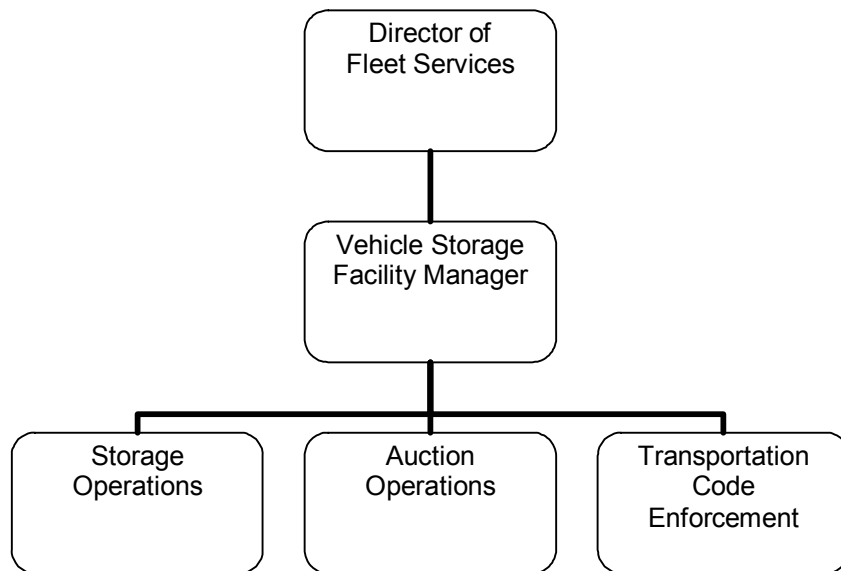 Director of
Fleet Services
Vehicle Storage
Facility Manager
Storage
Operations
Auction
Operations
Transportation
Code
Enforcement